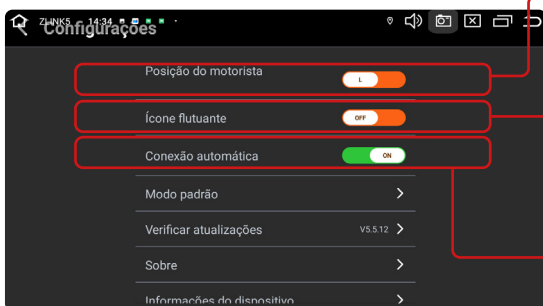 ZLINK5 14:34
Configurações
Posição do motorista L
Ícone flutuante OFF
Conexão automática ON
Modo padrão
Verificar atualizações V5.5.12
Sobre
Informações do dispositivo